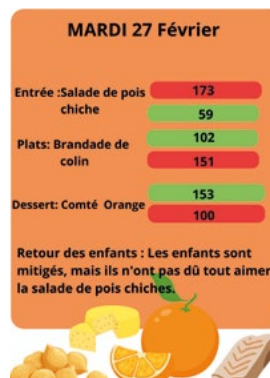 MARDI 27 Février
Entrée :Salade de pois
chiche
173
59
Plats: Brandade de
colin
102
151
Dessert: Comté Orange
153
100
Retour des enfants : Les enfants sont
mitigés, mais ils n'ont pas dû tout aimer
la salade de pois chiches.